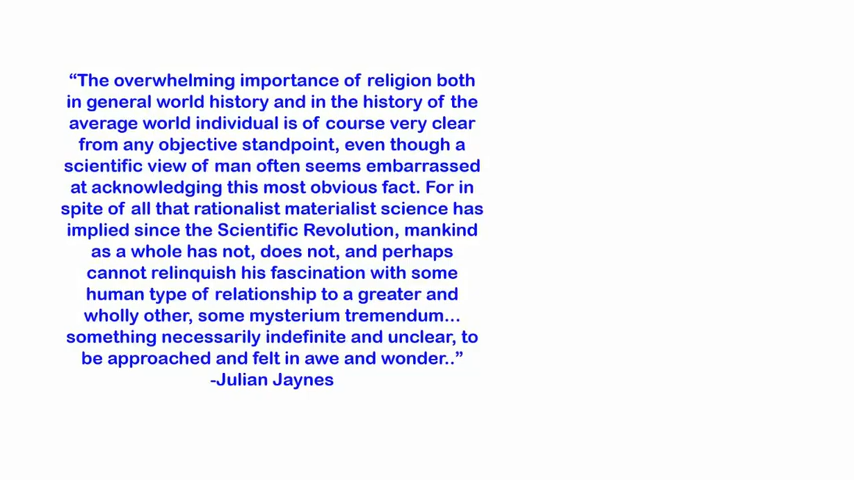 “The overwhelming importance of religion both
in general world history and in the history of the
average world individual is of course very clear
from any objective standpoint, even though a
scientific view of man often seems embarrassed
at acknowledging this most obvious fact. For in
spite of all that rationalist materialist science has
implied since the Scientific Revolution, mankind
as a whole has not, does not, and perhaps
cannot relinquish his fascination with some
human type of relationship to a greater and
wholly other, some mysterium tremendum...
something necessarily indefinite and unclear, to
be approached and felt in awe and wonder..”
-Julian Jaynes